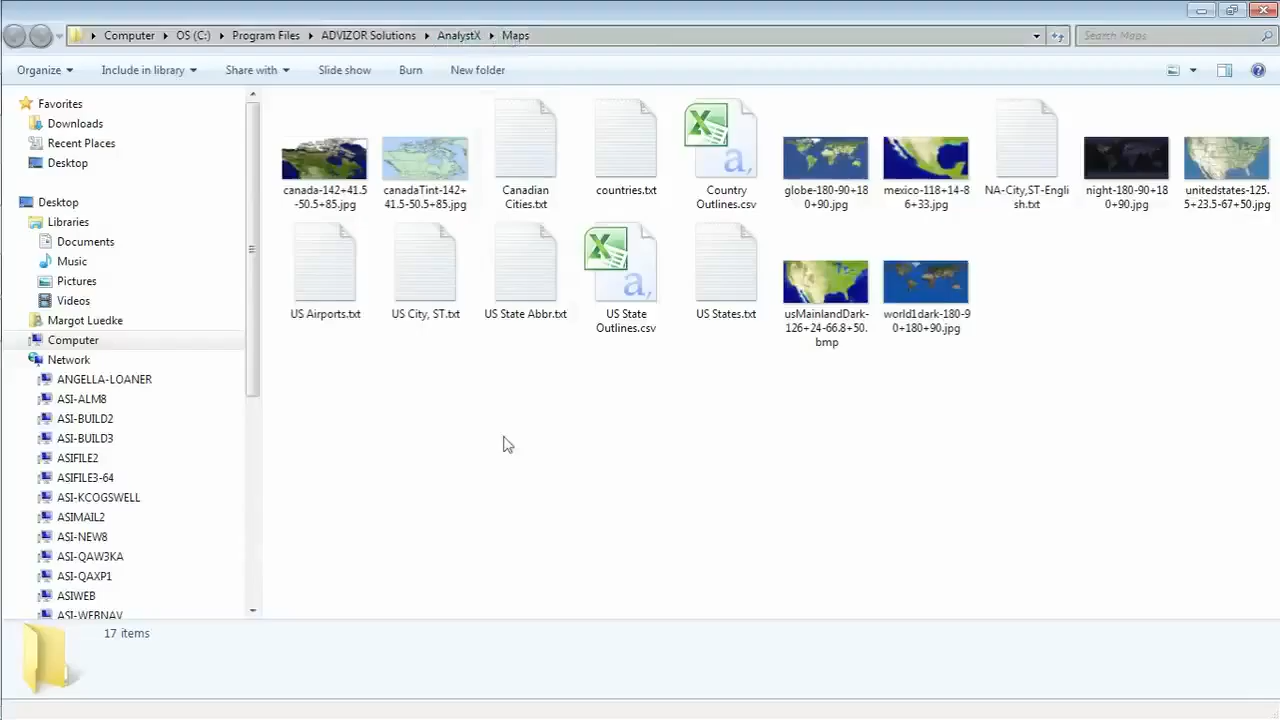 Computer OS (C:) Program Files ADVIZOR Solutions AnalystX Maps
Search Maps
Organize Include in library Share with Slide show Burn New folder
Favorites
Downloads
Recent Places
Desktop
Desktop
Libraries
Documents
Music
Pictures
Videos
Margot Luedke
Computer
Network
ANGELLA-LOANER
ASI-ALM8
ASI-BUILD2
ASI-BUILD3
ASIFILE2
ASIFILE3-64
ASI-KCOGSWELL
ASIMAIL2
ASI-NEW8
ASI-QAW3KA
ASI-QAXP1
ASIWEB
ASI-WEBNAV
canada-142+41.5
-50.5+85.jpg
canadaTint-142+
41.5-50.5+85.jpg
Canadian
Cities.txt
countries.txt
Country
Outlines.csv
globe-180-90+18
0+90.jpg
mexico-118+14-8
6+33.jpg
NA-City,ST-Engli
sh.txt
night-180-90+18
0+90.jpg
unitedstates-125.
5+23.5-67+50.jpg
US Airports.txt
US City, ST.txt
US State Abbr.txt
US State
Outlines.csv
US States.txt
usMainlandDark-
126+24-66.8+50.
bmp
world1dark-180-9
0+180+90.jpg
17 items